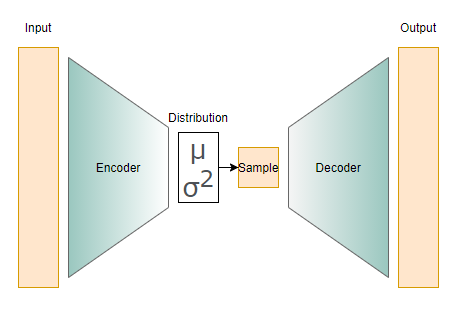 Input
Output
Distribution
μ
σ²
Encoder
Sample
Decoder